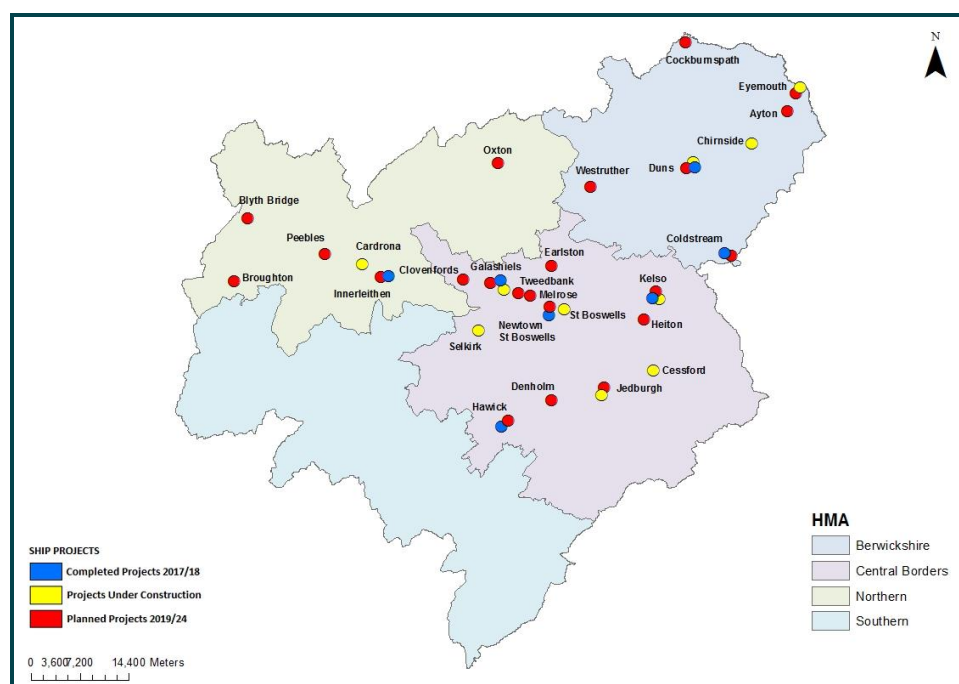 N
Cockburnspath
Eyemouth
Ayton
Chirnside
Oxton
Duns
Westruther
Blyth Bridge
Peebles
Cardrona
Coldstream
Earlston
Broughton
Clovenfords
Galashiels
Tweedbank
Kelso
Innerleithen
Melrose
St Boswells
Newtown
St Boswells
Heiton
Selkirk
Cessford
Denholm
Jedburgh
Hawick
HMA
Berwickshire
Central Borders
Northern
Southern
SHIP PROJECTS
Completed Projects 2017/18
Projects Under Construction
Planned Projects 2019/24
0 3,600 7,200 14,400 Meters